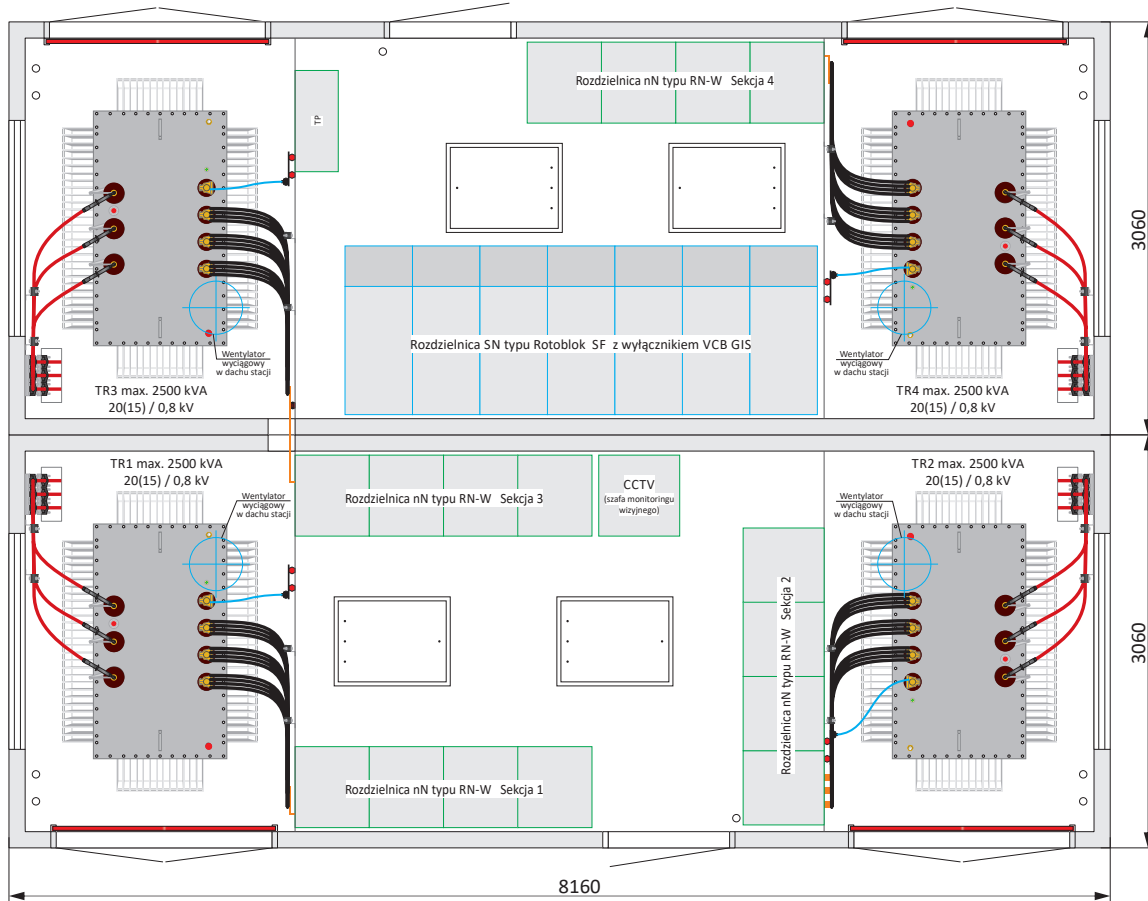 Rozdzielnica nN typu RN-W Sekcja 4
TP
Rozdzielnica SN typu Rotoblok SF z wyłącznikiem VCB GIS
Wentylator
wyciągowy
w dachu stacji
Wentylator
wyciągowy
w dachu stacji
TR3 max. 2500 kVA
20(15) / 0,8 kV
TR4 max. 2500 kVA
20(15) / 0,8 kV
3060
TR1 max. 2500 kVA
20(15) / 0,8 kV
TR2 max. 2500 kVA
20(15) / 0,8 kV
Wentylator
wyciągowy
w dachu stacji
Wentylator
wyciągowy
w dachu stacji
Rozdzielnica nN typu RN-W Sekcja 3
CCTV
(szafa monitoringu
wizyjnego)
Rozdzielnica nN typu RN-W Sekcja 2
Rozdzielnica nN typu RN-W Sekcja 1
3060
8160